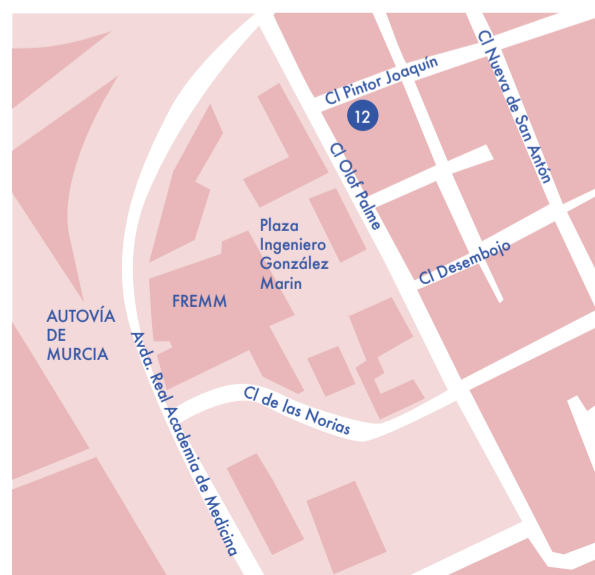 Cl Pintor Joaquín
Cl Nueva de San Antón
12
Cl Olof Palme
Plaza
Ingeniero
González
Marin
Cl Desembojo
FREMM
AUTOVÍA
DE
MURCIA
Avda. Real Academia de Medicina
Cl de las Norias